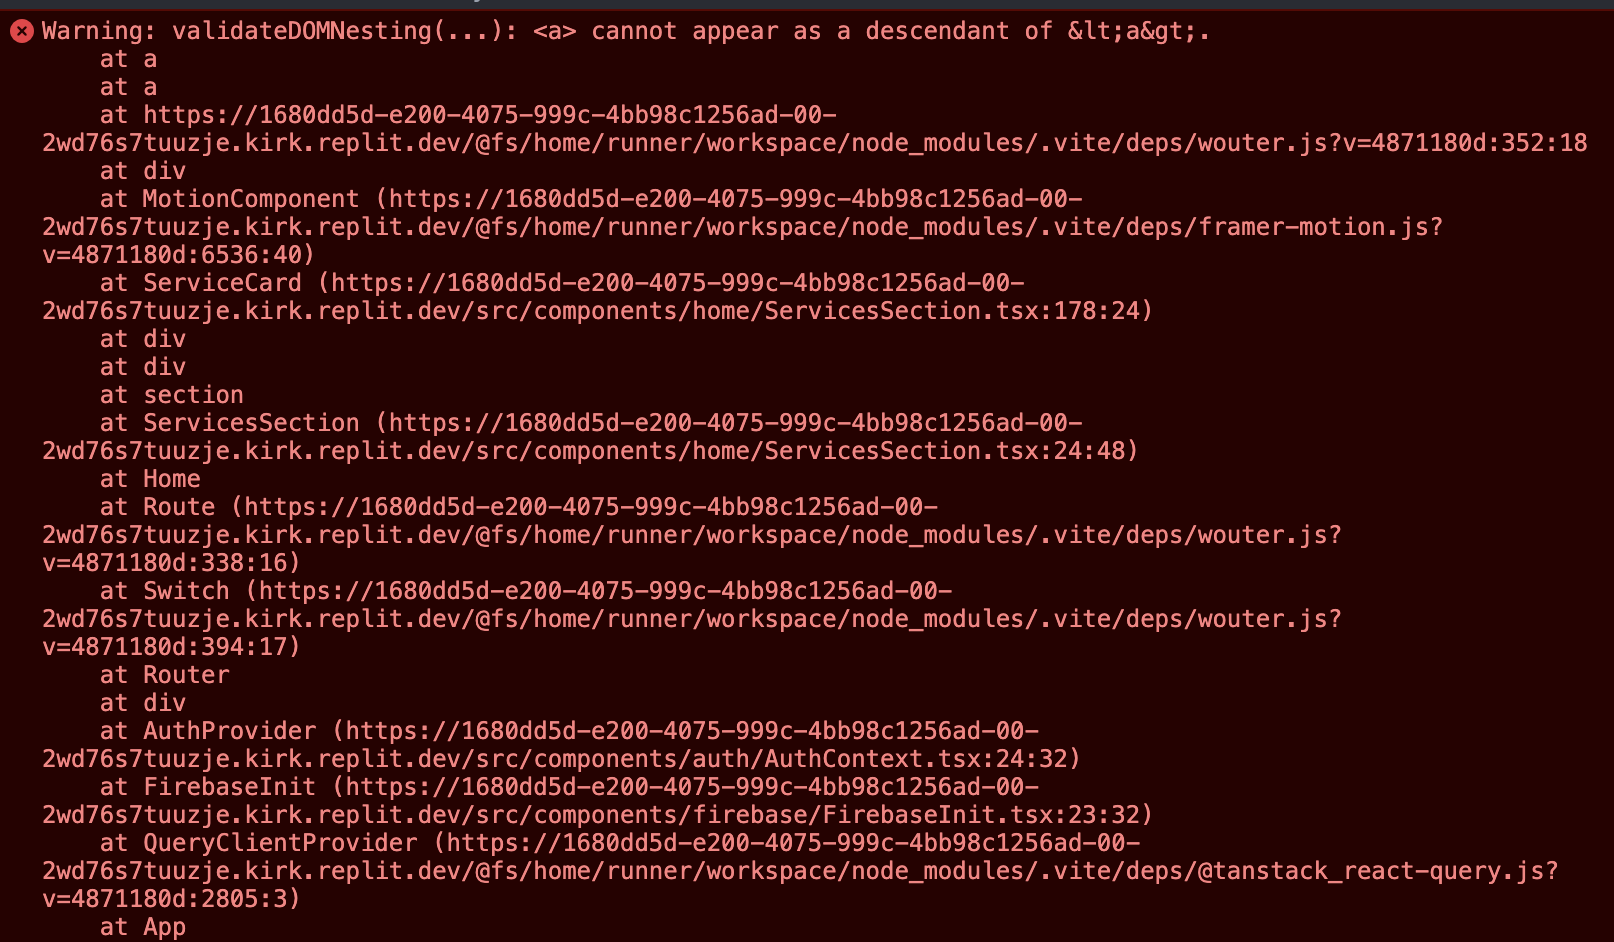 Warning: validateDOMNesting(...): <a> cannot appear as a descendant of &lt;a&gt;.
at a
at a
at https://1680dd5d-e200-4075-999c-4bb98c1256ad-00-
2wd76s7tuuzje.kirk.replit.dev/@fs/home/runner/workspace/node_modules/.vite/deps/wouter.js?v=4871180d:352:18
at div
at MotionComponent (https://1680dd5d-e200-4075-999c-4bb98c1256ad-00-
2wd76s7tuuzje.kirk.replit.dev/@fs/home/runner/workspace/node_modules/.vite/deps/framer-motion.js?
v=4871180d:6536:40)
at ServiceCard (https://1680dd5d-e200-4075-999c-4bb98c1256ad-00-
2wd76s7tuuzje.kirk.replit.dev/src/components/home/ServicesSection.tsx:178:24)
at div
at div
at section
at ServicesSection (https://1680dd5d-e200-4075-999c-4bb98c1256ad-00-
2wd76s7tuuzje.kirk.replit.dev/src/components/home/ServicesSection.tsx:24:48)
at Home
at Route (https://1680dd5d-e200-4075-999c-4bb98c1256ad-00-
2wd76s7tuuzje.kirk.replit.dev/@fs/home/runner/workspace/node_modules/.vite/deps/wouter.js?
v=4871180d:338:16)
at Switch (https://1680dd5d-e200-4075-999c-4bb98c1256ad-00-
2wd76s7tuuzje.kirk.replit.dev/@fs/home/runner/workspace/node_modules/.vite/deps/wouter.js?
v=4871180d:394:17)
at Router
at div
at AuthProvider (https://1680dd5d-e200-4075-999c-4bb98c1256ad-00-
2wd76s7tuuzje.kirk.replit.dev/src/components/auth/AuthContext.tsx:24:32)
at FirebaseInit (https://1680dd5d-e200-4075-999c-4bb98c1256ad-00-
2wd76s7tuuzje.kirk.replit.dev/src/components/firebase/FirebaseInit.tsx:23:32)
at QueryClientProvider (https://1680dd5d-e200-4075-999c-4bb98c1256ad-00-
2wd76s7tuuzje.kirk.replit.dev/@fs/home/runner/workspace/node_modules/.vite/deps/@tanstack_react-query.js?
v=4871180d:2805:3)
at App